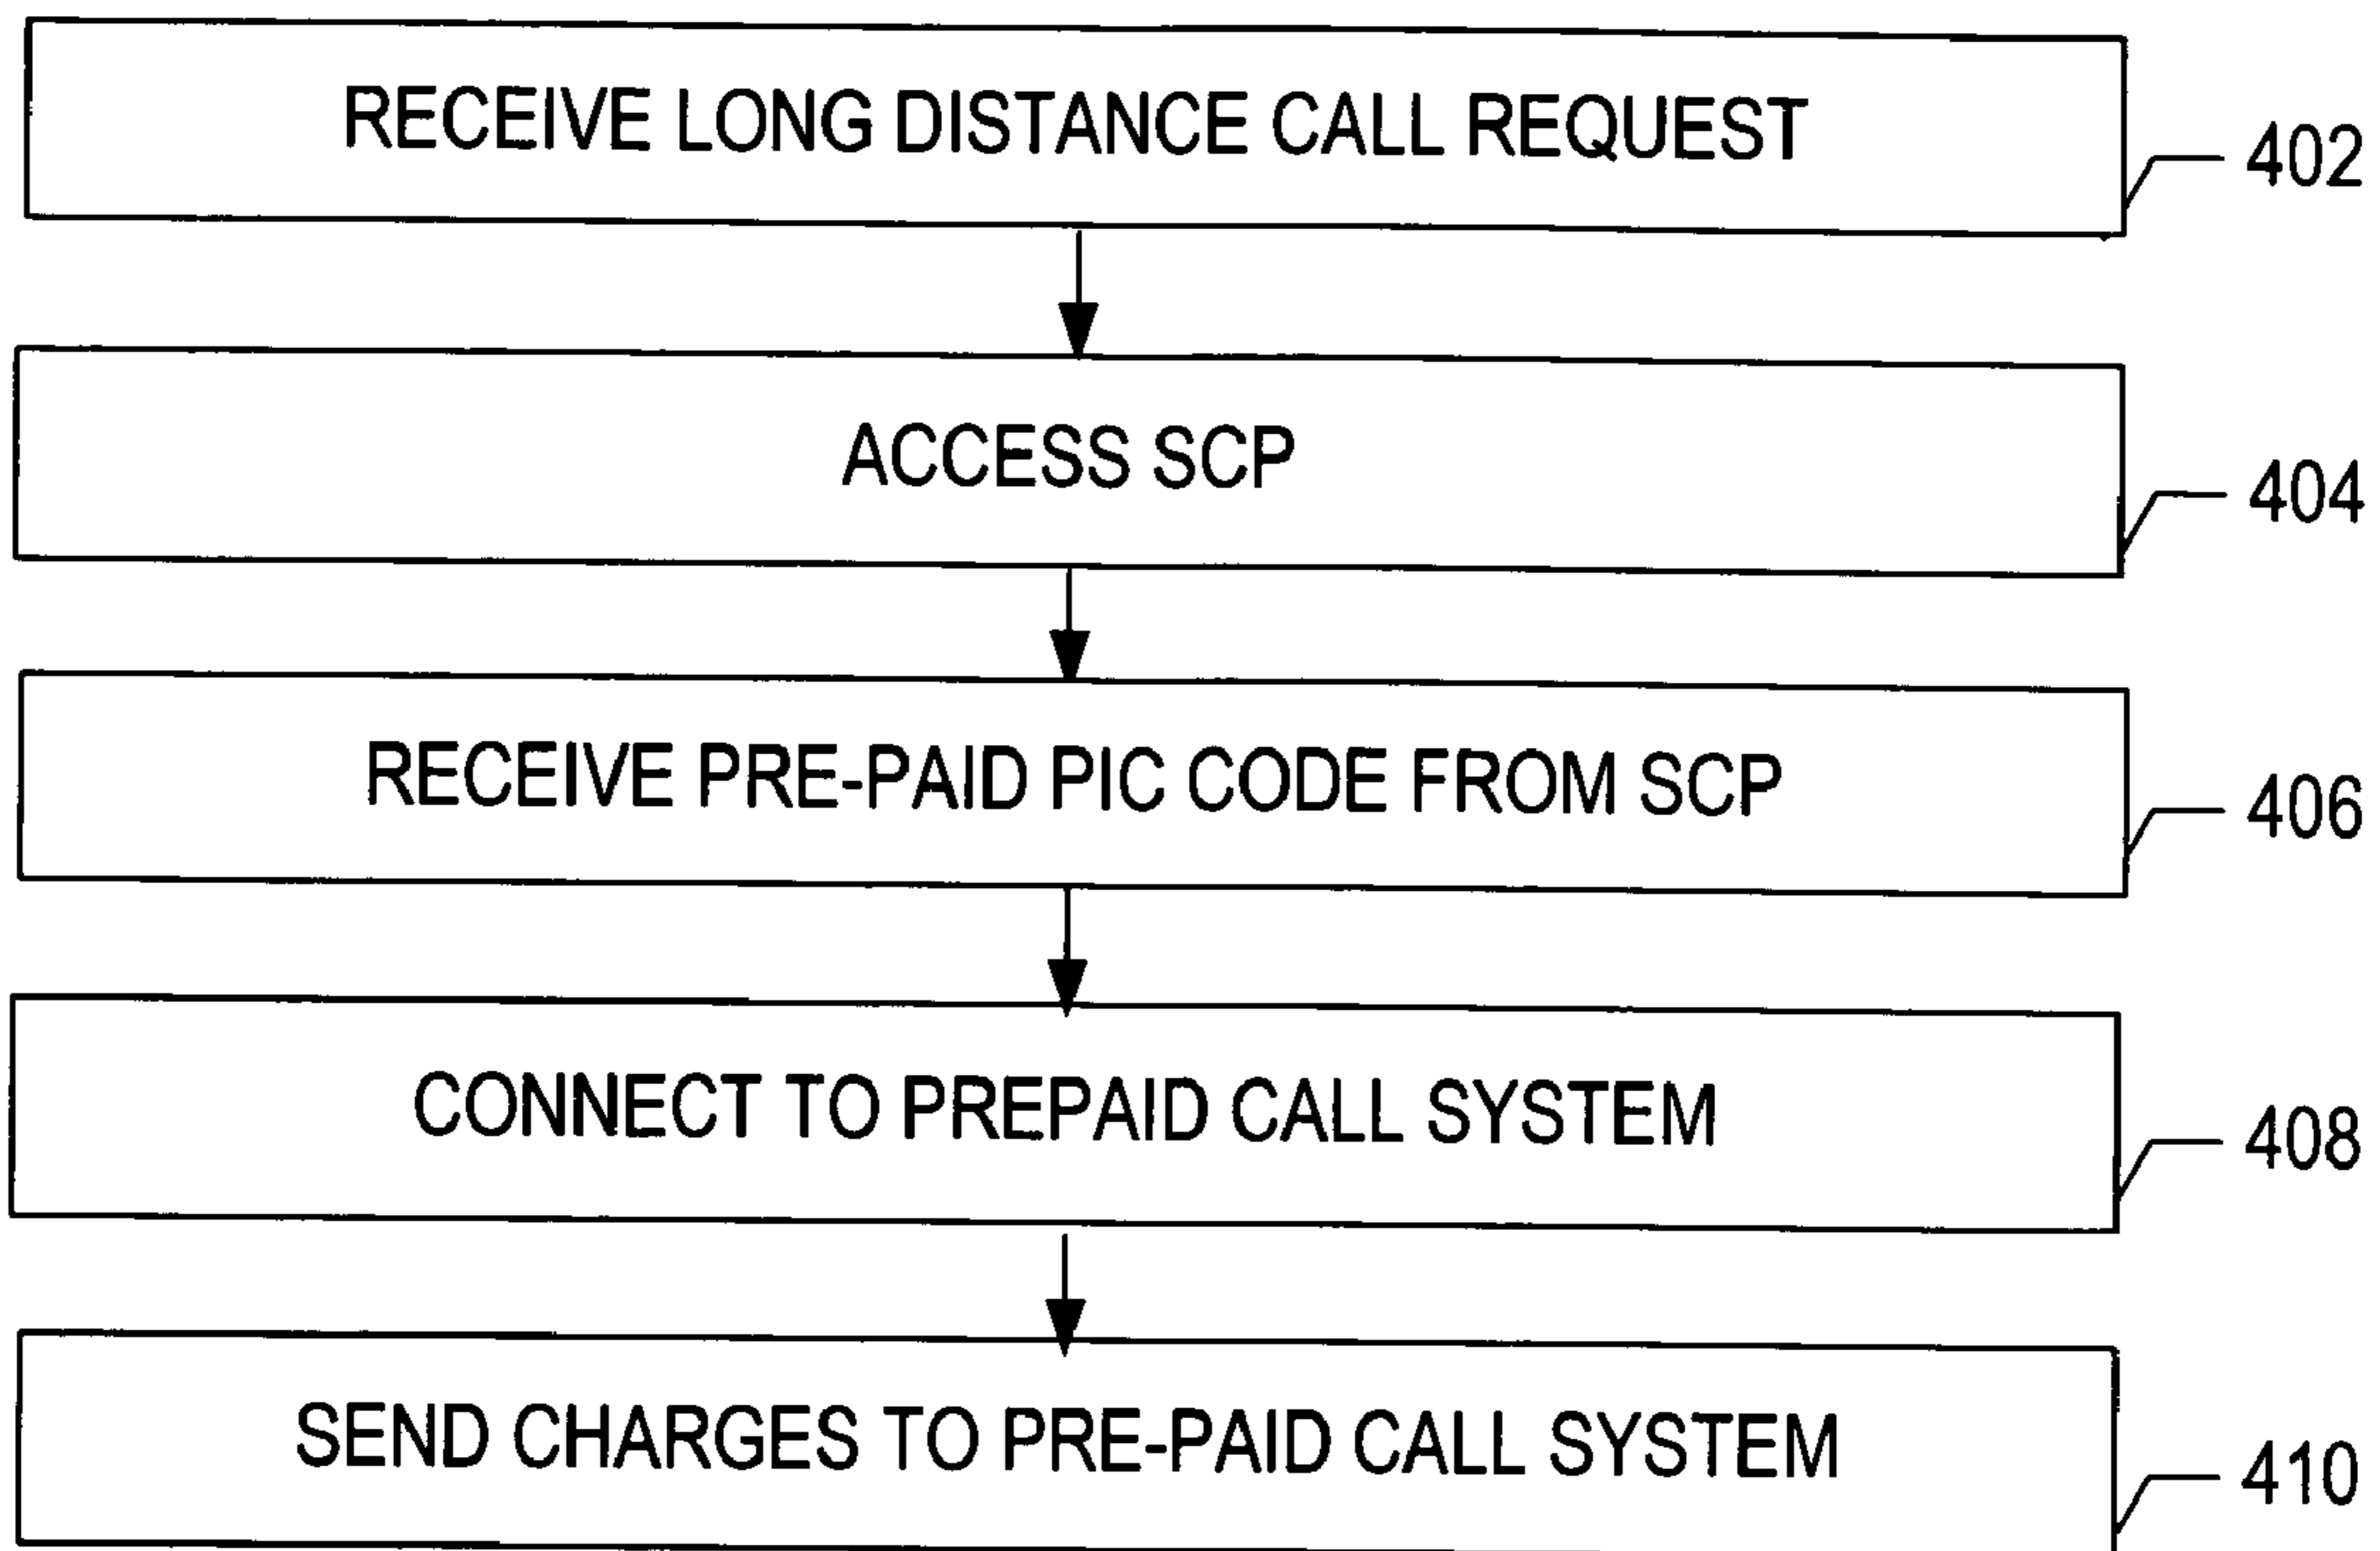 RECEIVE LONG DISTANCE CALL REQUEST
402
ACCESS SCP
404
RECEIVE PRE-PAID PIC CODE FROM SCP
406
CONNECT TO PREPAID CALL SYSTEM
408
SEND CHARGES TO PRE-PAID CALL SYSTEM
410